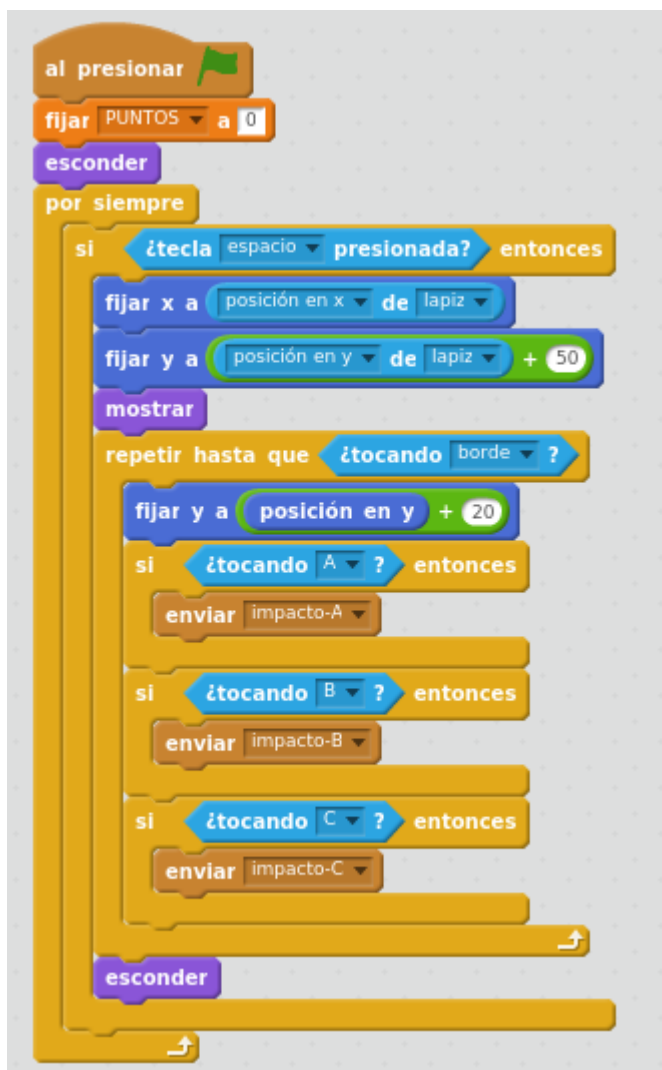 al presionar
fijar PUNTOS a 0
esconder
por siempre
si ¿tecla espacio presionada? entonces
fijar x a posición en x de lapiz
fijar y a posición en y de lapiz + 50
mostrar
repetir hasta que ¿tocando borde ?
fijar y a posición en y + 20
si ¿tocando A ? entonces
enviar impacto-A
si ¿tocando B ? entonces
enviar impacto-B
si ¿tocando C ? entonces
enviar impacto-C
esconder